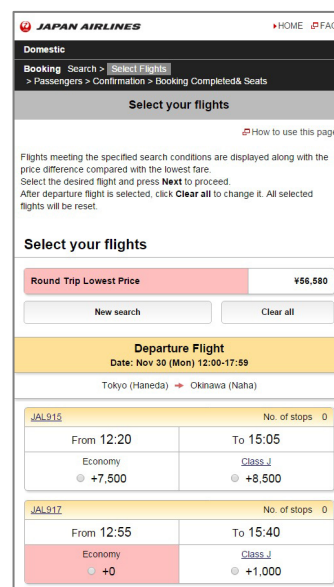 JAPAN AIRLINES HOME FAQ
Domestic
Booking Search > Select Flights
> Passengers > Confirmation > Booking Completed& Seats
Select your flights
How to use this page
Flights meeting the specified search conditions are displayed along with the
price difference compared with the lowest fare.
Select the desired flight and press Next to proceed.
After departure flight is selected, click Clear all to change it. All selected
flights will be reset.
Select your flights
Round Trip Lowest Price ¥56,580
New search Clear all
Departure Flight
Date: Nov 30 (Mon) 12:00-17:59
Tokyo (Haneda) Okinawa (Naha)
JAL915 No. of stops 0
From 12:20 To 15:05
Economy Class J
+7,500 +8,500
JAL917 No. of stops 0
From 12:55 To 15:40
Economy Class J
+0 +1,000